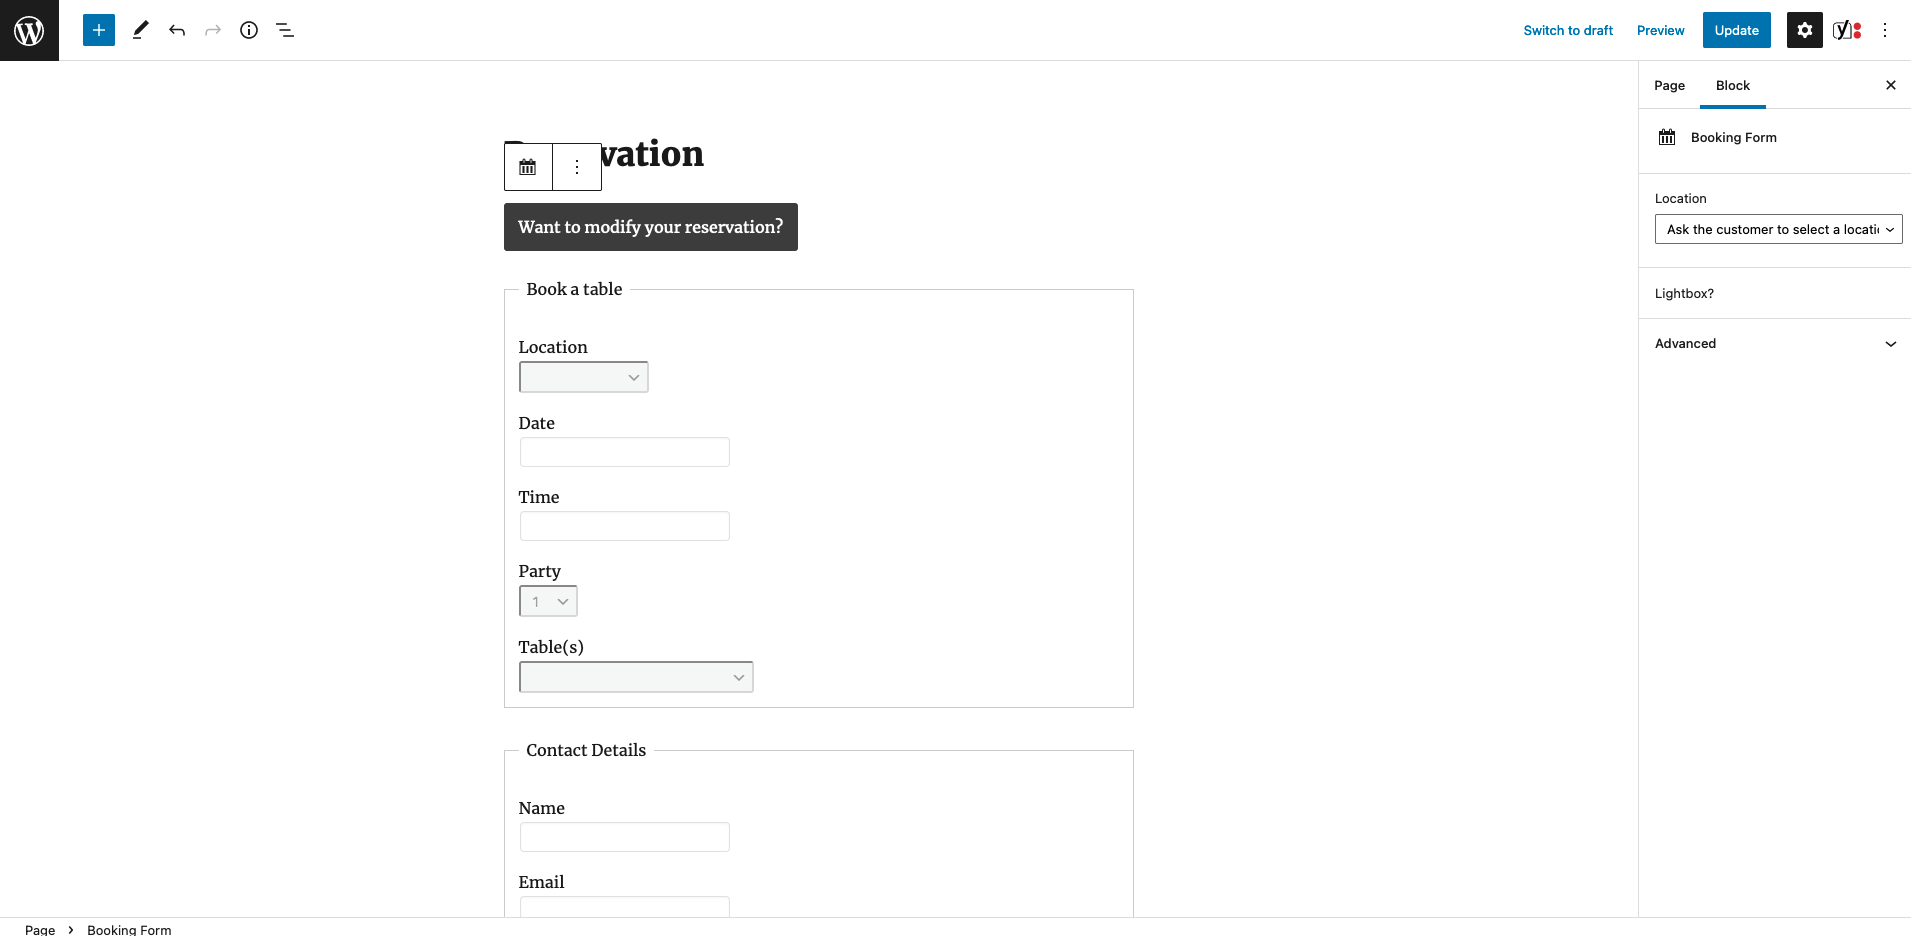 Switch to draft
Preview
Update
Page
Block
Booking Form
Location
Ask the customer to select a locati
Lightbox?
Advanced
vation
Want to modify your reservation?
Book a table
Location
Date
Time
Party
1
Table(s)
Contact Details
Name
Email
Page
Booking Form